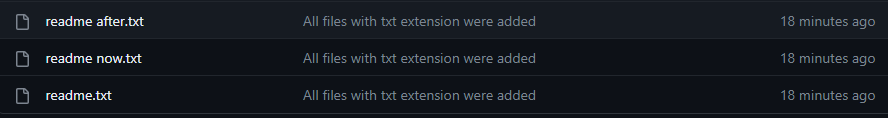 readme after.txt All files with txt extension were added 18 minutes ago
readme now.txt All files with txt extension were added 18 minutes ago
readme.txt All files with txt extension were added 18 minutes ago